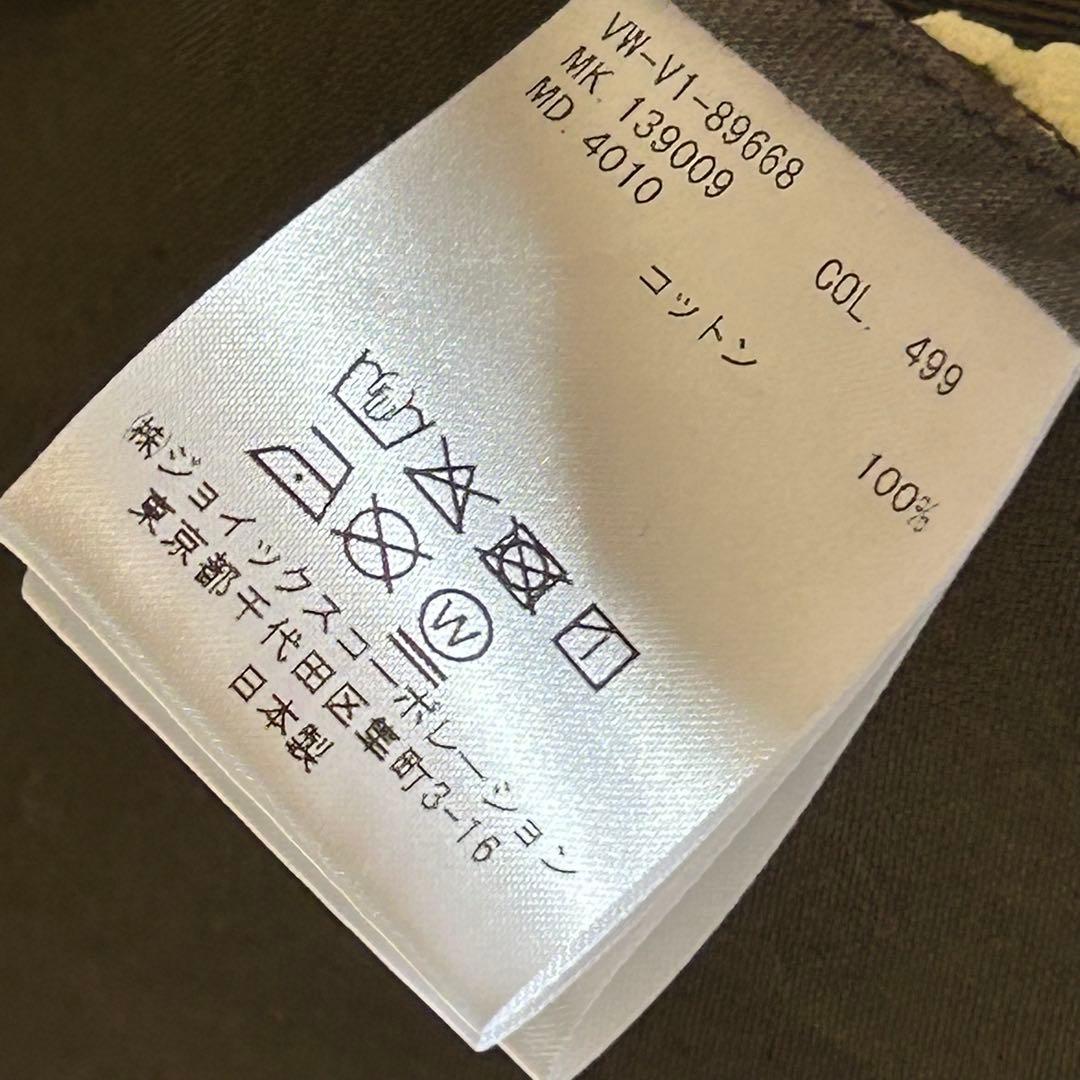 VW-V1-89668
MK. 139009
MD. 4010
COL. 499
コットン 100%
W
㈱ジョイックスコーポレーション
東京都千代田区隼町3-16
日本製